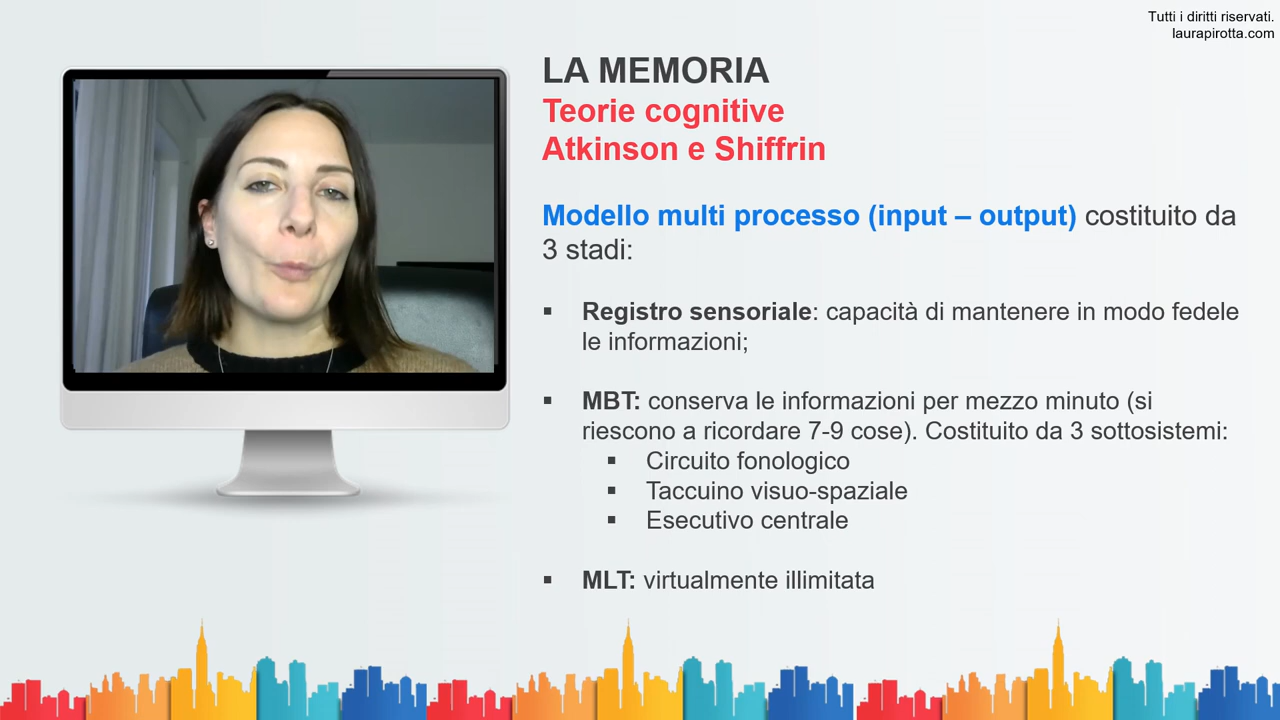 Tutti i diritti riservati.
laurapirotta.com
LA MEMORIA
Teorie cognitive
Atkinson e Shiffrin
Modello multi processo (input – output) costituito da
3 stadi:
▪ Registro sensoriale: capacità di mantenere in modo fedele
le informazioni;
▪ MBT: conserva le informazioni per mezzo minuto (si
riescono a ricordare 7-9 cose). Costituito da 3 sottosistemi:
▪ Circuito fonologico
▪ Taccuino visuo-spaziale
▪ Esecutivo centrale
▪ MLT: virtualmente illimitata